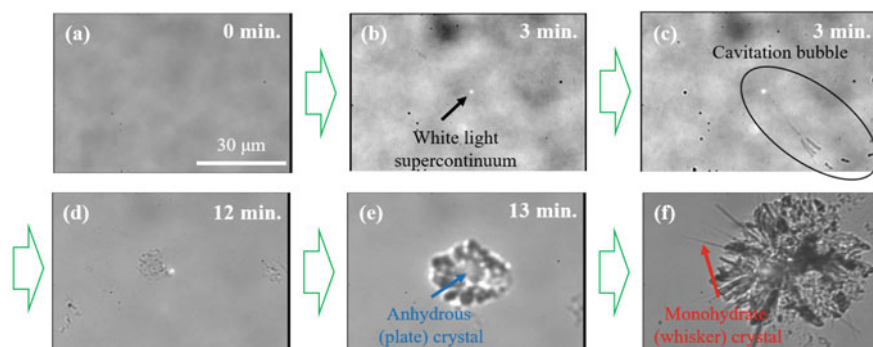 (a) 0 min.
30 μm
(b) 3 min.
White light
supercontinuum
(c) 3 min.
Cavitation bubble
(d) 12 min.
(e) 13 min.
Anhydrous
(plate) crystal
(f)
Monohydrate
(whisker) crystal